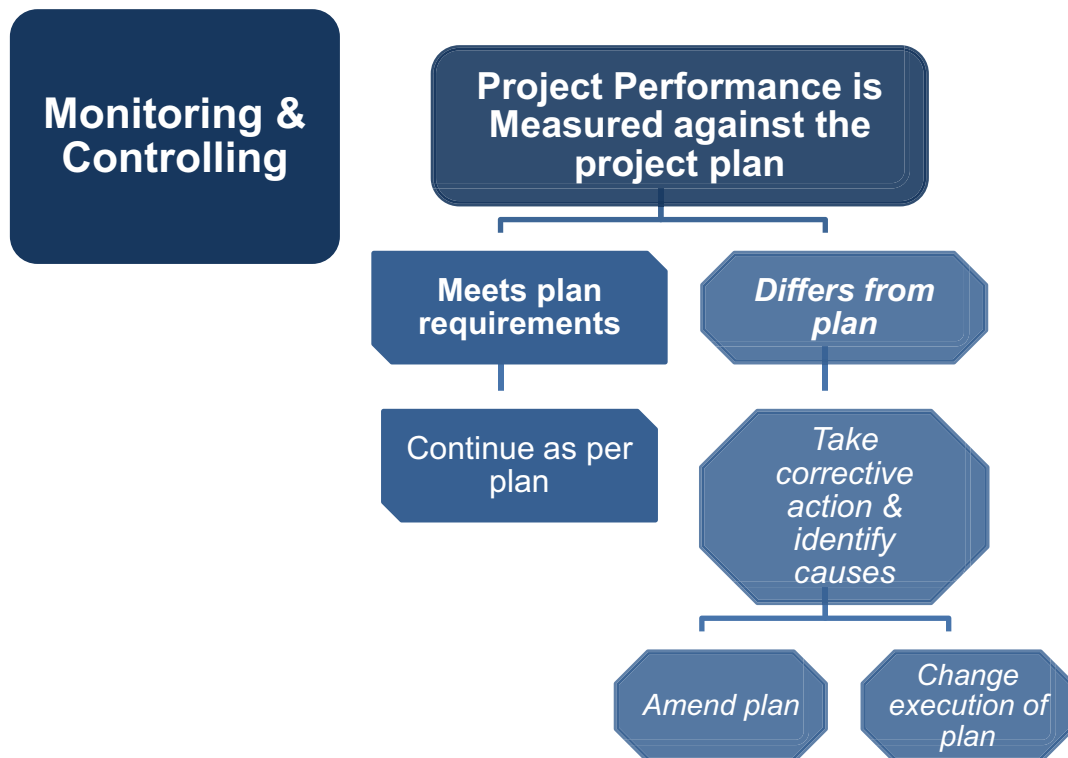 Monitoring &
Controlling
Project Performance is
Measured against the
project plan
Meets plan
requirements
Differs from
plan
Continue as per
plan
Take
corrective
action &
identify
causes
Amend plan
Change
execution of
plan